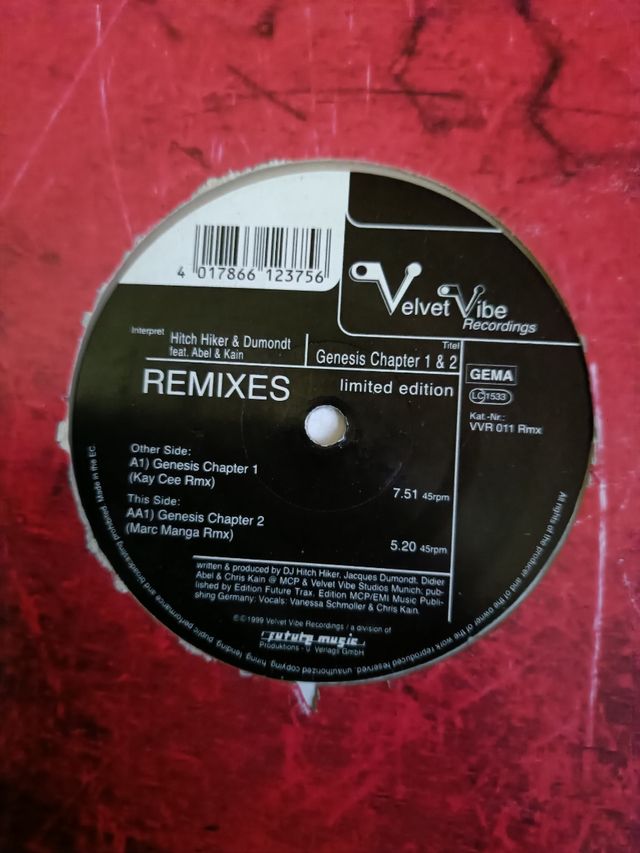 4 017866 123756
Velvet Vibe
Recordings
Interpret
Hitch Hiker & Dumondt
feat. Abel & Kain
Titel
Genesis Chapter 1 & 2
REMIXES
limited edition
GEMA
LC 1533
Kat.-Nr.:
VVR 011 Rmx
Other Side:
A1) Genesis Chapter 1
(Kay Cee Rmx)
7.51 45rpm
This Side:
AA1) Genesis Chapter 2
(Marc Manga Rmx)
5.20 45rpm
written & produced by DJ Hitch Hiker, Jacques Dumondt, Didier
Abel & Chris Kain @ MCP & Velvet Vibe Studios Munich; pub-
lished by Edition Future Trax, Edition MCP/EMI Music Publi-
shing Germany: Vocals: Vanessa Schmoller & Chris Kain.
℗©1999 Velvet Vibe Recordings / a division of
future music
Produktions - u. Verlags GmbH
All rights of the producer and of the owner of the work reproduced reserved, unauthorized copying, hiring, lending, public performance and broadcasting prohibited. Made in the EC.